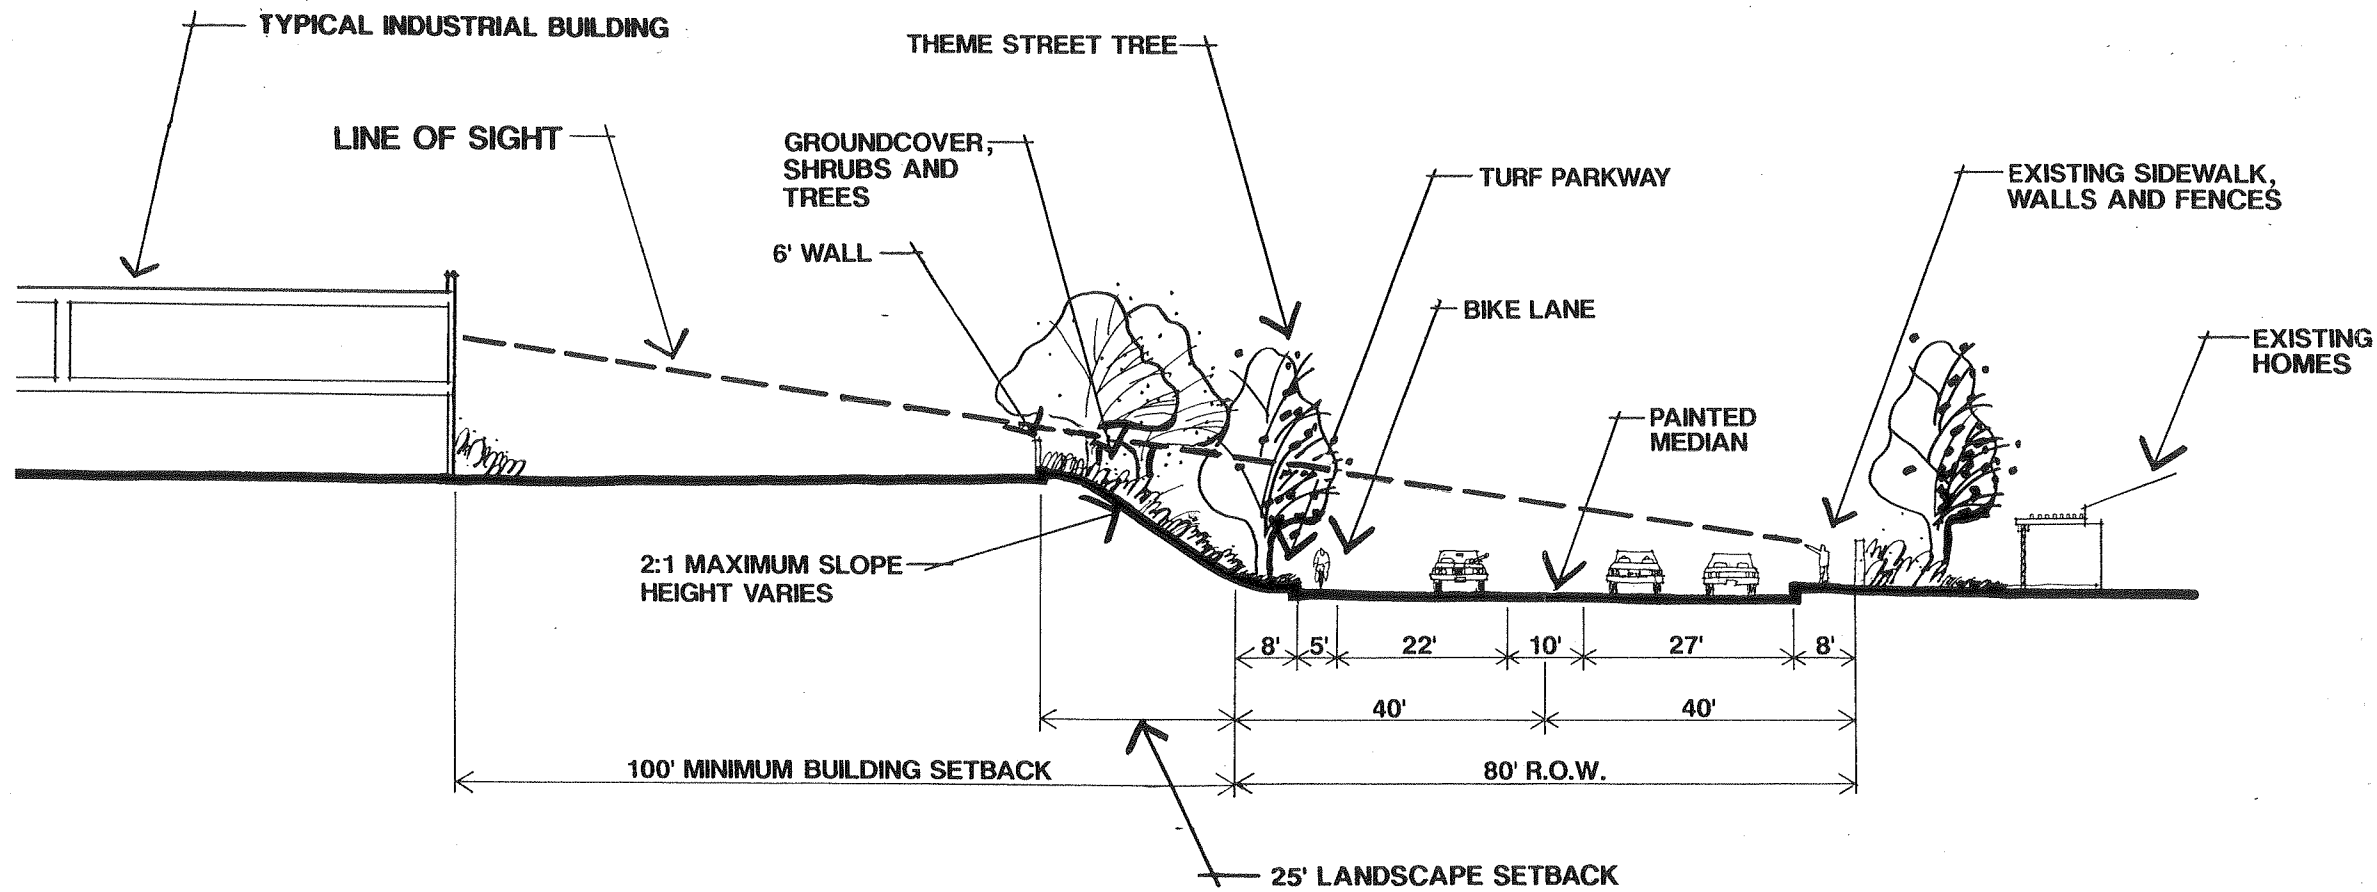 TYPICAL INDUSTRIAL BUILDING
THEME STREET TREE
LINE OF SIGHT
GROUNDCOVER,
SHRUBS AND
TREES
TURF PARKWAY
EXISTING SIDEWALK,
WALLS AND FENCES
6' WALL
BIKE LANE
EXISTING
HOMES
PAINTED
MEDIAN
2:1 MAXIMUM SLOPE
HEIGHT VARIES
8' 5' 22' 10' 27' 8'
40' 40'
100' MINIMUM BUILDING SETBACK
80' R.O.W.
25' LANDSCAPE SETBACK